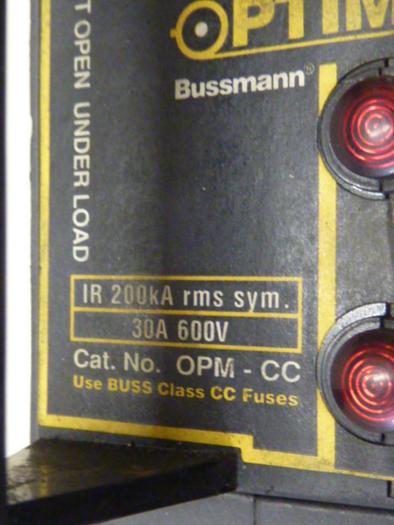 OPTIM
Bussmann®
T OPEN UNDER LOAD
IR 200kA rms sym.
30A 600V
Cat. No. OPM - CC
Use BUSS Class CC Fuses